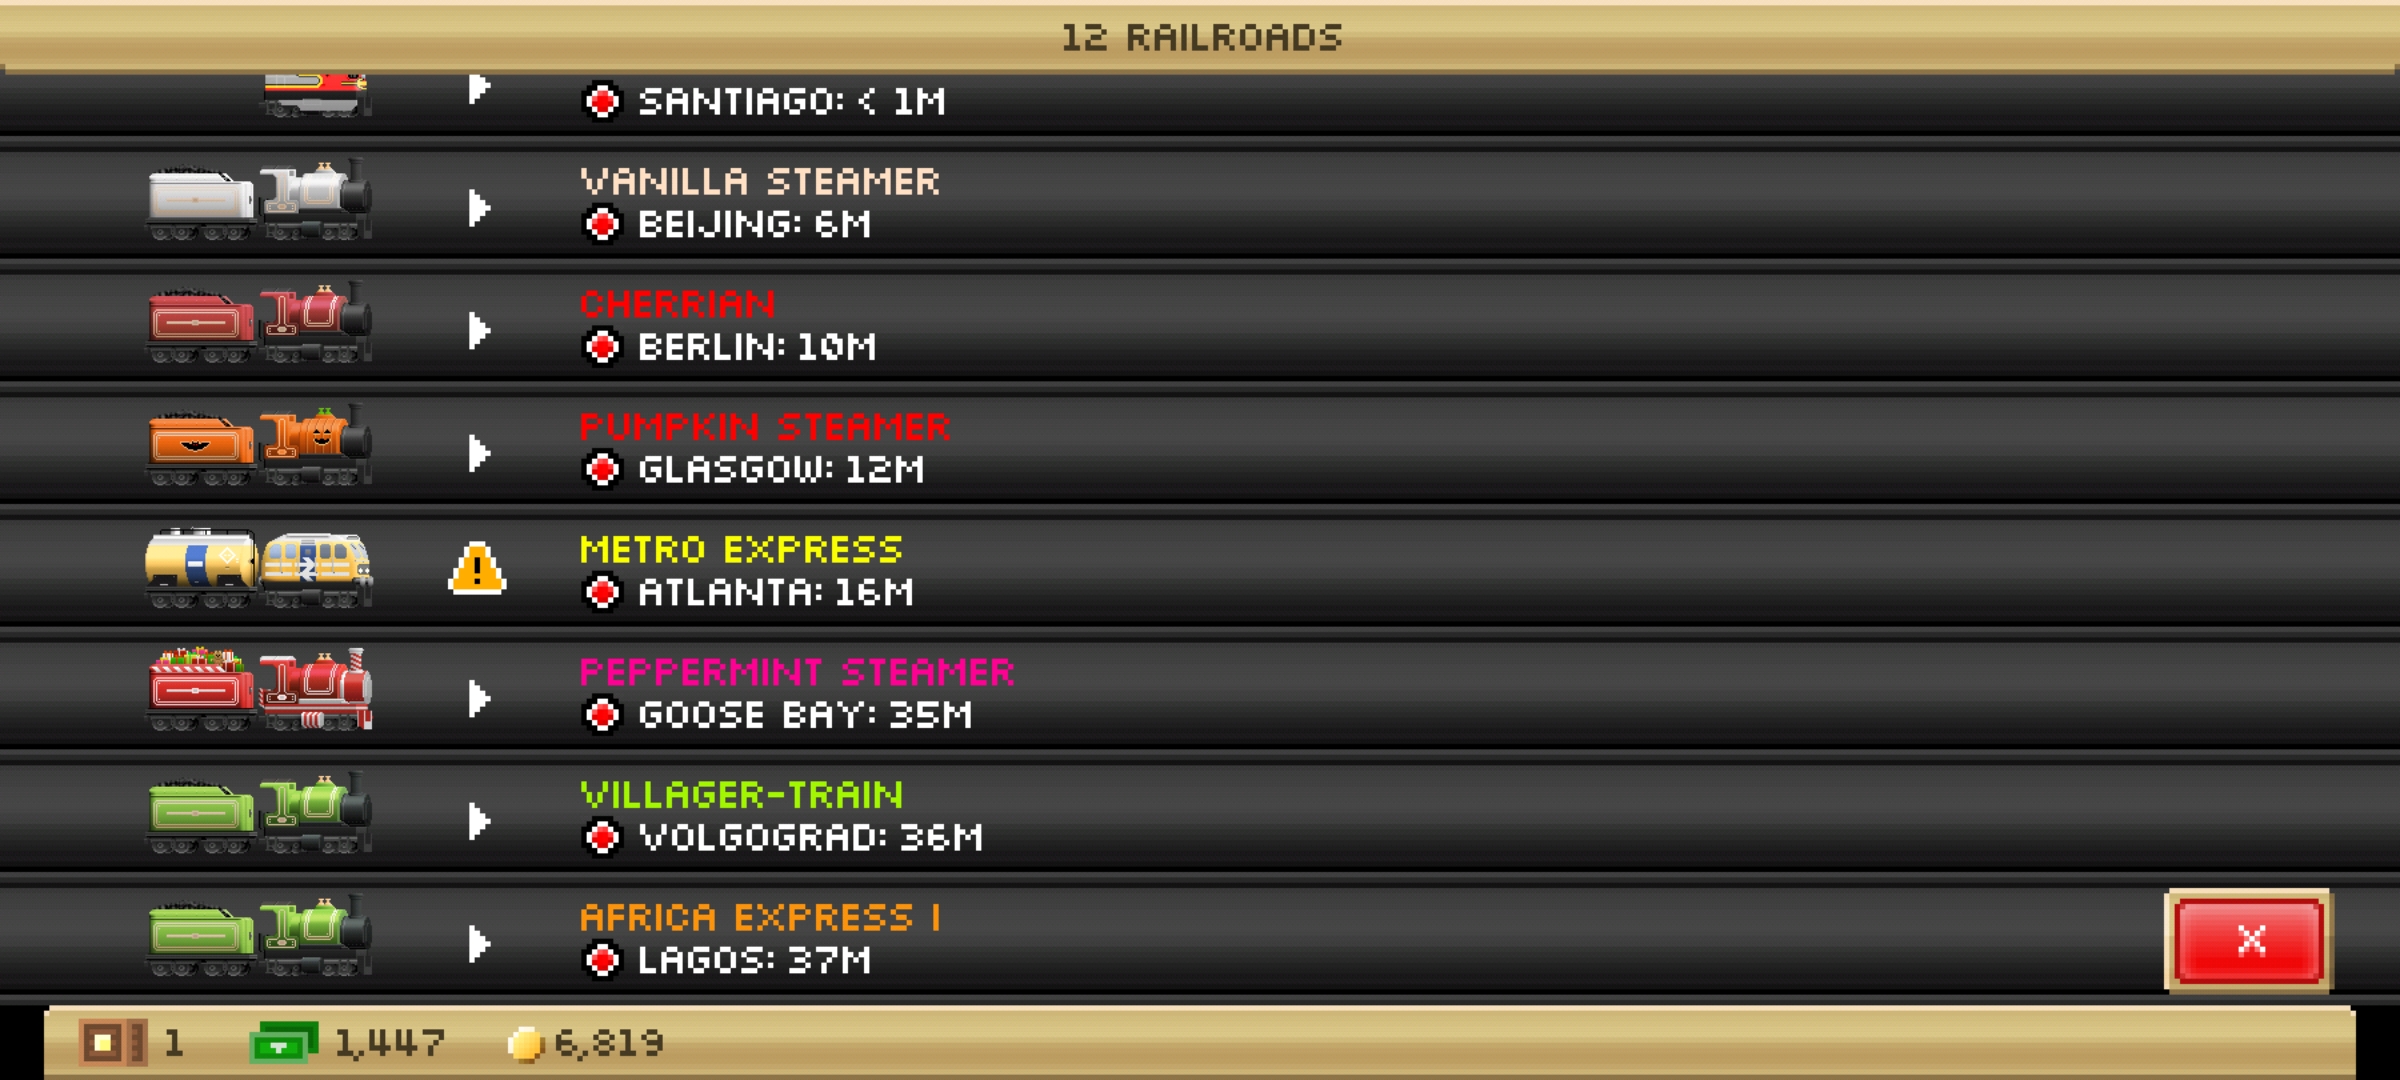 12 RAILROADS
SANTIAGO: < 1M
VANILLA STEAMER
BEIJING: 6M
CHERRIAN
BERLIN: 10M
PUMPKIN STEAMER
GLASGOW: 12M
METRO EXPRESS
ATLANTA: 16M
PEPPERMINT STEAMER
GOOSE BAY: 35M
VILLAGER-TRAIN
VOLGOGRAD: 36M
AFRICA EXPRESS I
LAGOS: 37M
X
1 1,447 6,819